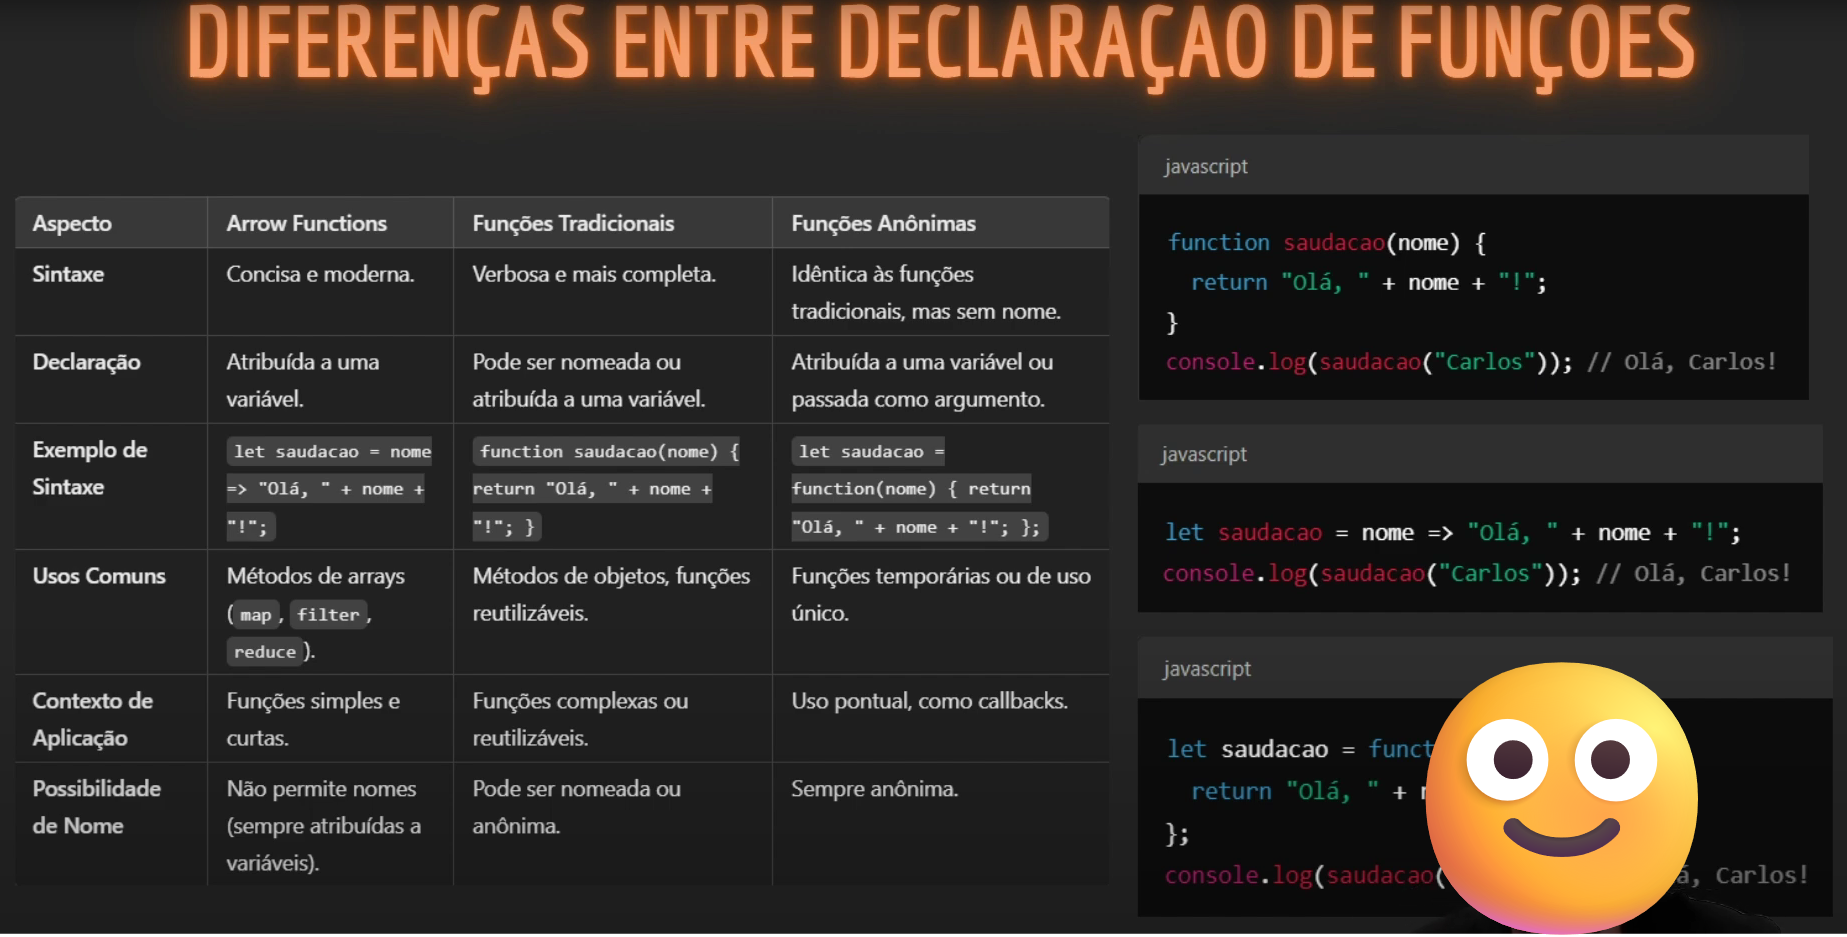 DIFERENÇAS ENTRE DECLARAÇAO DE FUNÇOES
Aspecto
Arrow Functions
Funções Tradicionais
Funções Anônimas
Sintaxe
Concisa e moderna.
Verbosa e mais completa.
Idêntica às funções
tradicionais, mas sem nome.
Declaração
Atribuída a uma
variável.
Pode ser nomeada ou
atribuída a uma variável.
Atribuída a uma variável ou
passada como argumento.
Exemplo de
Sintaxe
let saudacao = nome
=> "Olá, " + nome +
"!";
function saudacao(nome) {
return "Olá, " + nome +
"!"; }
let saudacao =
function(nome) { return
"Olá, " + nome + "!"; };
Usos Comuns
Métodos de arrays
(map, filter,
reduce).
Métodos de objetos, funções
reutilizáveis.
Funções temporárias ou de uso
único.
Contexto de
Aplicação
Funções simples e
curtas.
Funções complexas ou
reutilizáveis.
Uso pontual, como callbacks.
Possibilidade
de Nome
Não permite nomes
(sempre atribuídas a
variáveis).
Pode ser nomeada ou
anônima.
Sempre anônima.
javascript
function saudacao(nome) {
return "Olá, " + nome + "!";
}
console.log(saudacao("Carlos")); // Olá, Carlos!
javascript
let saudacao = nome => "Olá, " + nome + "!";
console.log(saudacao("Carlos")); // Olá, Carlos!
javascript
let saudacao =
return "Olá, " +
};
console.log(saudacao( Carlos!